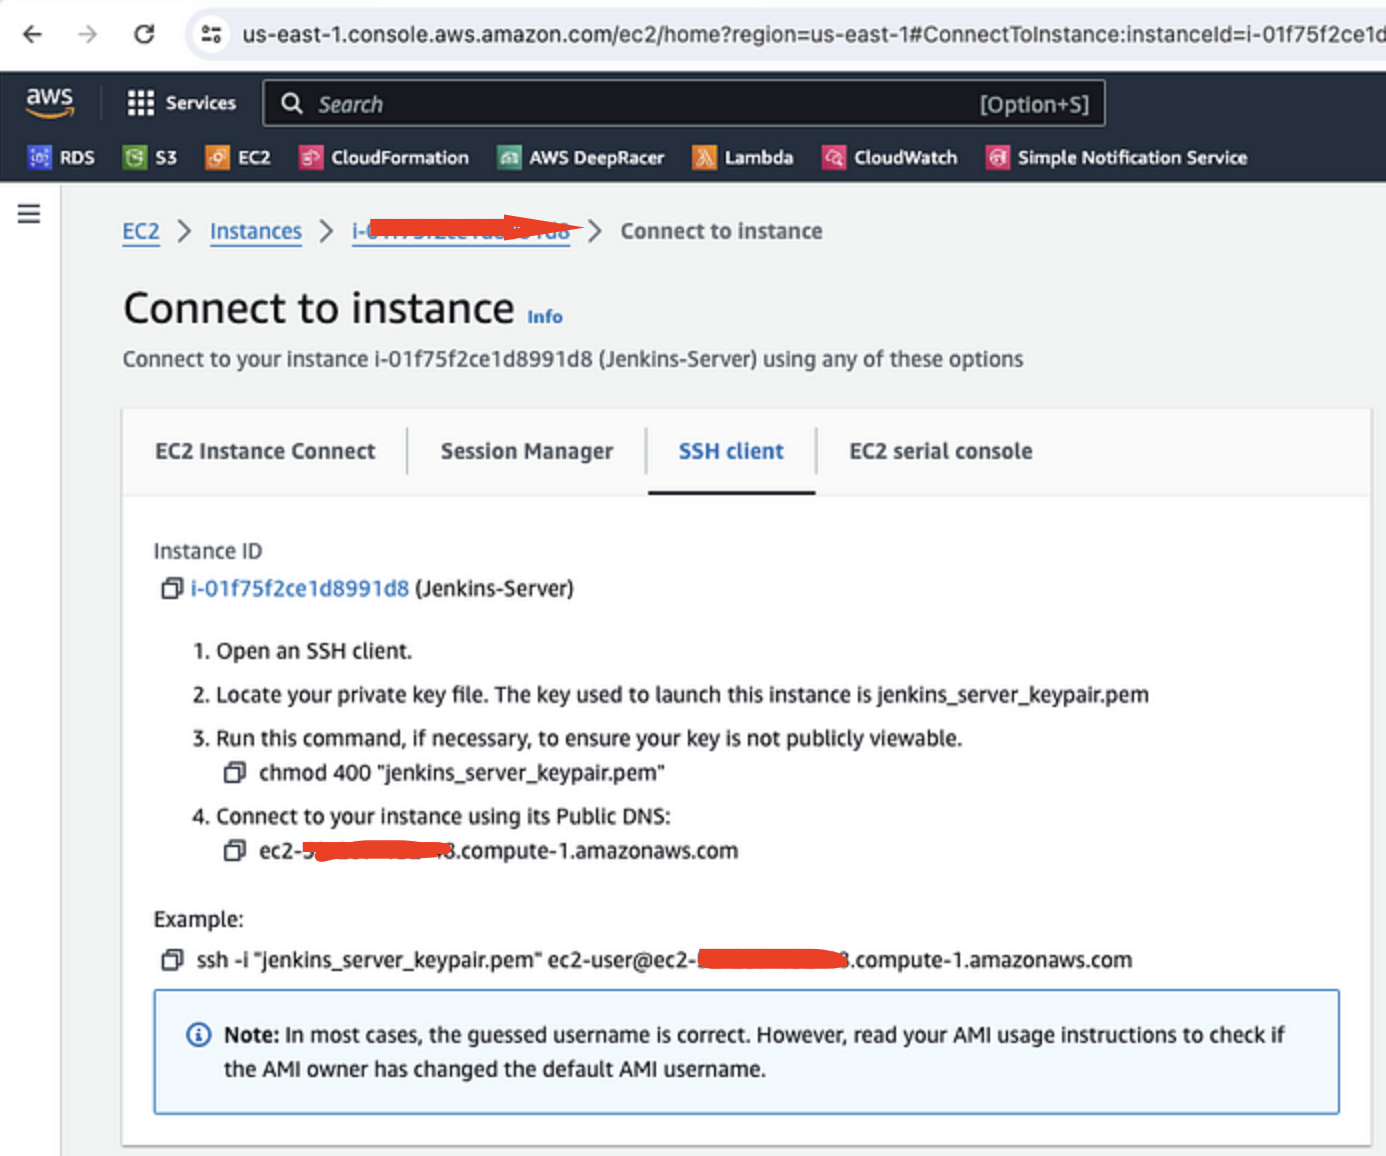 us-east-1.console.aws.amazon.com/ec2/home?region=us-east-1#ConnectToInstance:instanceId=i-01f75f2ce1d
aws Services Search [Option+S]
RDS S3 EC2 CloudFormation AWS DeepRacer Lambda CloudWatch Simple Notification Service
EC2 > Instances > > Connect to instance
Connect to instance Info
Connect to your instance i-01f75f2ce1d8991d8 (Jenkins-Server) using any of these options
EC2 Instance Connect Session Manager SSH client EC2 serial console
Instance ID
i-01f75f2ce1d8991d8 (Jenkins-Server)
1. Open an SSH client.
2. Locate your private key file. The key used to launch this instance is jenkins_server_keypair.pem
3. Run this command, if necessary, to ensure your key is not publicly viewable.
chmod 400 "jenkins_server_keypair.pem"
4. Connect to your instance using its Public DNS:
ec2- .compute-1.amazonaws.com
Example:
ssh -i "jenkins_server_keypair.pem" ec2-user@ec2- .compute-1.amazonaws.com
Note: In most cases, the guessed username is correct. However, read your AMI usage instructions to check if
the AMI owner has changed the default AMI username.